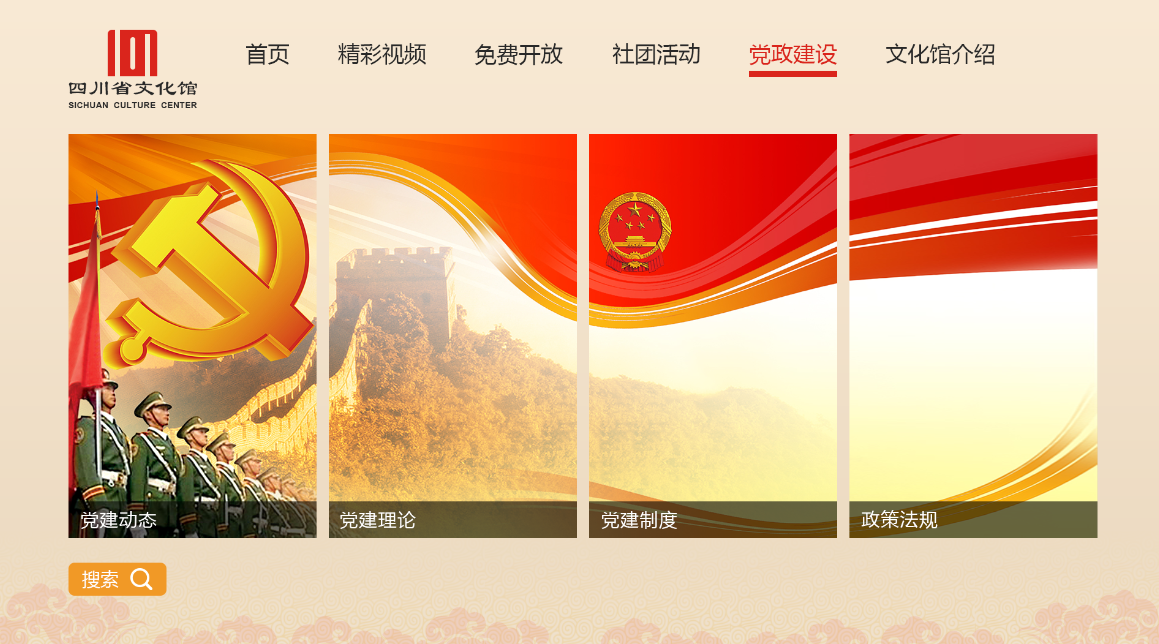 四川省文化馆
SICHUAN CULTURE CENTER
首页 精彩视频 免费开放 社团活动 党政建设 文化馆介绍
党建动态 党建理论 党建制度 政策法规
搜索